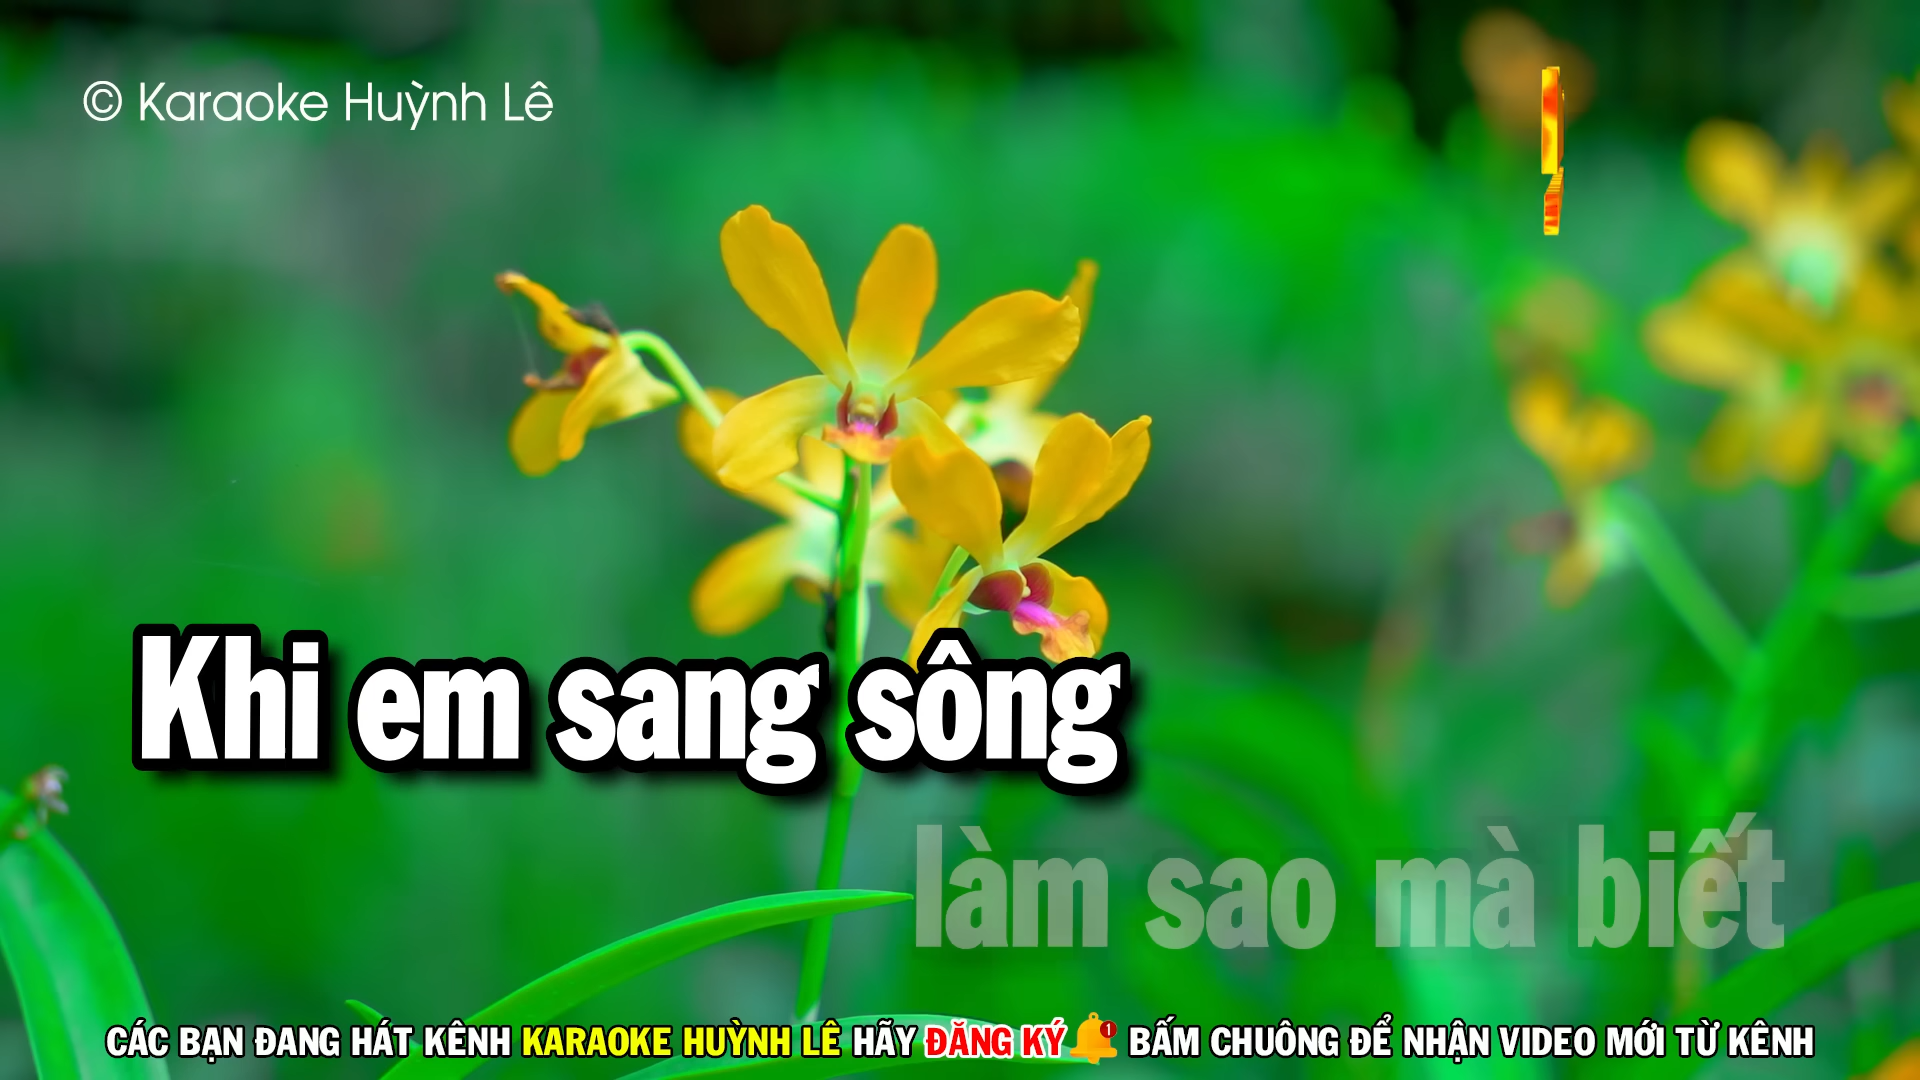 © Karaoke Huỳnh Lê
Khi em sang sông
làm sao mà biết
CÁC BẠN ĐANG HÁT KÊNH KARAOKE HUỲNH LÊ HÃY ĐĂNG KÝ 1 BẤM CHUÔNG ĐỂ NHẬN VIDEO MỚI TỪ KÊNH